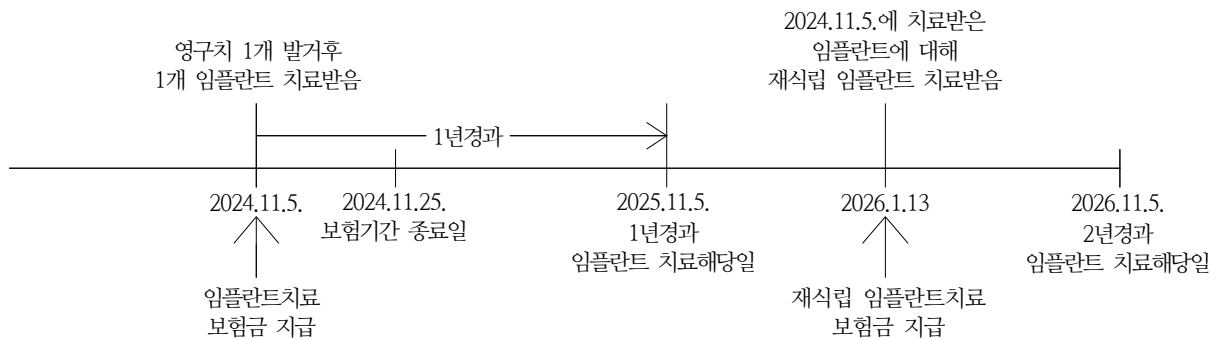 영구치 1개 발거후
1개 임플란트 치료받음
2024.11.5.에 치료받은
임플란트에 대해
재식립 임플란트 치료받음
1년경과
2024.11.5.
2024.11.25.
보험기간 종료일
2025.11.5.
1년경과
임플란트 치료해당일
2026.1.13
2026.11.5.
2년경과
임플란트 치료해당일
임플란트치료
보험금 지급
재식립 임플란트치료
보험금 지급